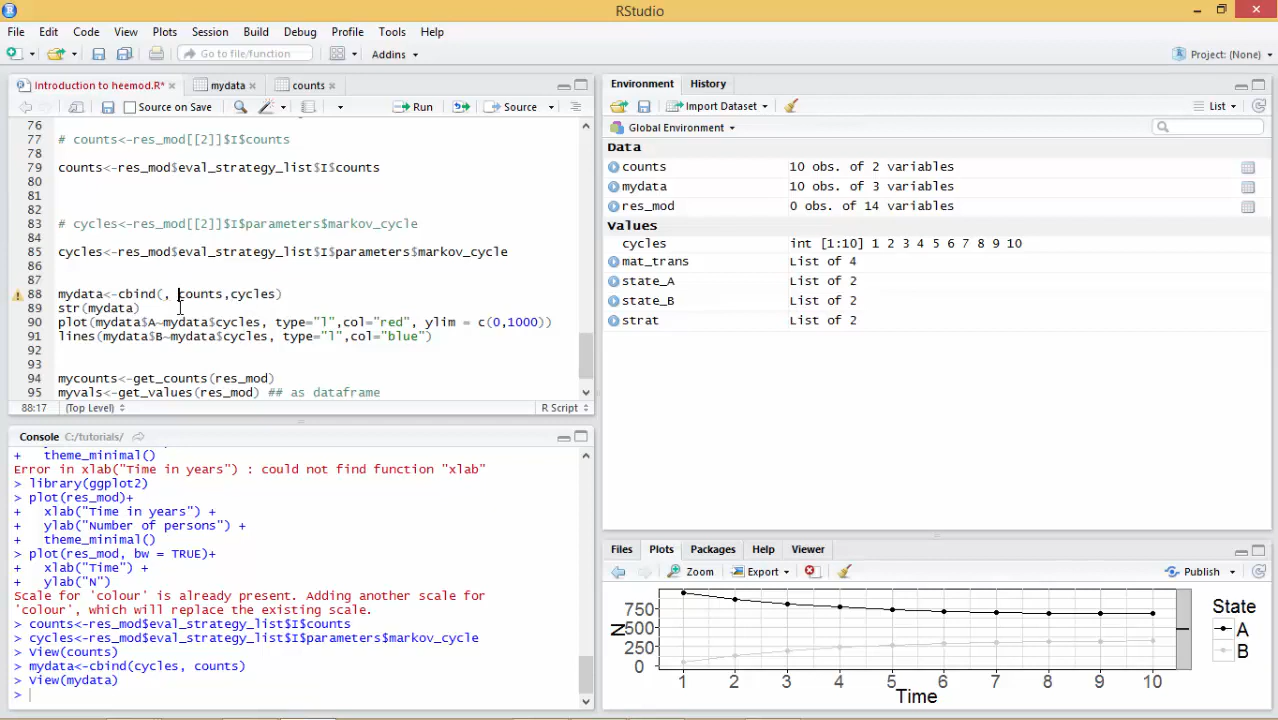 RStudio
File Edit Code View Plots Session Build Debug Profile Tools Help
Go to file/function Addins Project: (None)
Introduction to heemod.R* mydata counts
Source on Save Run Source
76
77 # counts<-res_mod[[2]]$I$counts
78
79 counts<-res_mod$eval_strategy_list$I$counts
80
81
82
83 # cycles<-res_mod[[2]]$I$parameters$markov_cycle
84
85 cycles<-res_mod$eval_strategy_list$I$parameters$markov_cycle
86
87
88 mydata<-cbind(, counts,cycles)
89 str(mydata)
90 plot(mydata$A~mydata$cycles, type="l",col="red", ylim = c(0,1000))
91 lines(mydata$B~mydata$cycles, type="l",col="blue")
92
93
94 mycounts<-get_counts(res_mod)
95 myvals<-get_values(res_mod) ## as dataframe
88:17 (Top Level) R Script
Console C:/tutorials/
+ theme_minimal()
Error in xlab("Time in years") : could not find function "xlab"
> library(ggplot2)
> plot(res_mod)+
+ xlab("Time in years") +
+ ylab("Number of persons") +
+ theme_minimal()
> plot(res_mod, bw = TRUE)+
+ xlab("Time") +
+ ylab("N")
Scale for 'colour' is already present. Adding another scale for
'colour', which will replace the existing scale.
> counts<-res_mod$eval_strategy_list$I$counts
> cycles<-res_mod$eval_strategy_list$I$parameters$markov_cycle
> View(counts)
> mydata<-cbind(cycles, counts)
> View(mydata)
>
Environment History
Import Dataset List
Global Environment
Data
counts 10 obs. of 2 variables
mydata 10 obs. of 3 variables
res_mod 0 obs. of 14 variables
Values
cycles int [1:10] 1 2 3 4 5 6 7 8 9 10
mat_trans List of 4
state_A List of 2
state_B List of 2
strat List of 2
Files Plots Packages Help Viewer
Zoom Export Publish
N
750
500
250
0
1 2 3 4 5 6 7 8 9 10
Time
State
A
B